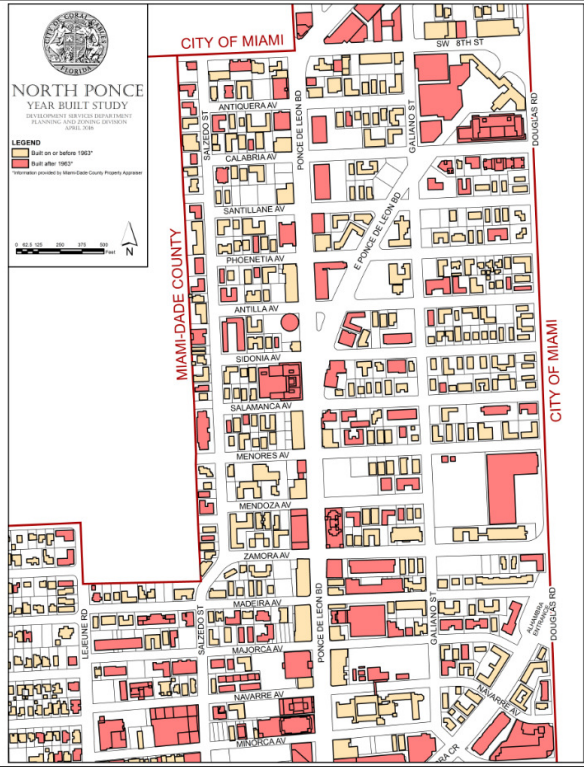 CITY OF CORAL GABLES
FLORIDA
NORTH PONCE
YEAR BUILT STUDY
DEVELOPMENT SERVICES DEPARTMENT
PLANNING AND ZONING DIVISION
APRIL 2016
LEGEND
Built on or before 1963*
Built after 1963*
*Information provided by Miami-Dade County Property Appraiser
0 62.5 125 250 375 500
Feet
N
CITY OF MIAMI
SW 8TH ST
ANTIQUERA AV
SALZEDO ST
PONCE DE LEON BD
GALIANO ST
DOUGLAS RD
CALABRIA AV
SANTILLANE AV
E PONCE DE LEON BD
PHOENETIA AV
MIAMI-DADE COUNTY
ANTILLA AV
CITY OF MIAMI
SIDONIA AV
SALAMANCA AV
MENORES AV
MENDOZA AV
ZAMORA AV
MADEIRA AV
LEJEUNE RD
SALZEDO ST
PONCE DE LEON BD
GALIANO ST
ALHAMBRA
ENTRANCE
DOUGLAS RD
MAJORCA AV
NAVARRE AV
NAVARRE AV
MINORCA AV
RA CR